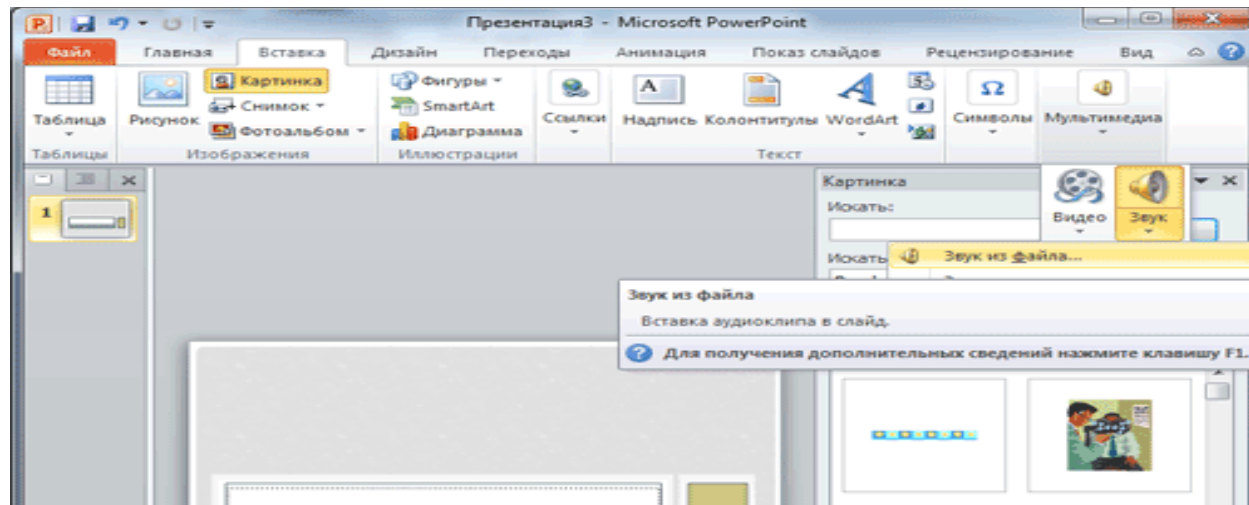 Презентация3 - Microsoft PowerPoint
Файл Главная Вставка Дизайн Переходы Анимация Показ слайдов Рецензирование Вид
Таблица
Рисунок
Картинка
Снимок
Фотоальбом
Фигуры
SmartArt
Диаграмма
Ссылки
Надпись
Колонтитулы
WordArt
Символы
Мультимедиа
Таблицы Изображения Иллюстрации Текст
1
Картинка
Искать:
Видео Звук
Искать
Звук из файла...
Звук из файла
Вставка аудиоклипа в слайд.
Для получения дополнительных сведений нажмите клавишу F1.